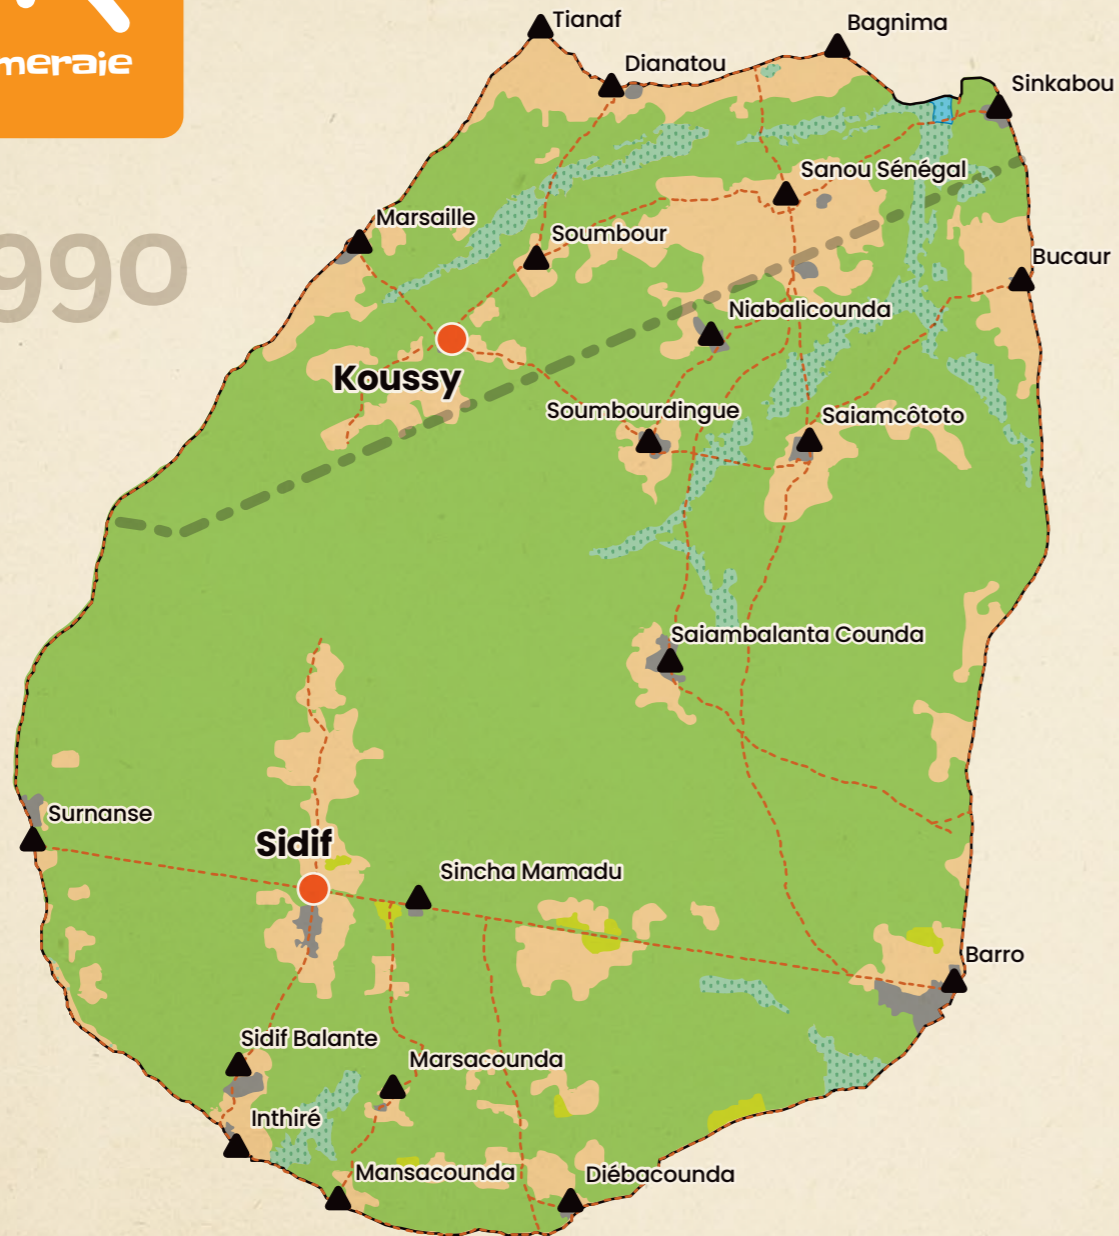 meraie
990
Tianaf
Bagnima
Dianatou
Sinkabou
Sanou Sénégal
Marsaille
Soumbour
Bucaur
Niabalicounda
Koussy
Soumbourdingue
Saiamcôtoto
Saiambalanta Counda
Surnanse
Sidif
Sincha Mamadu
Barro
Sidif Balante
Marsacounda
Inthiré
Mansacounda
Diébacounda